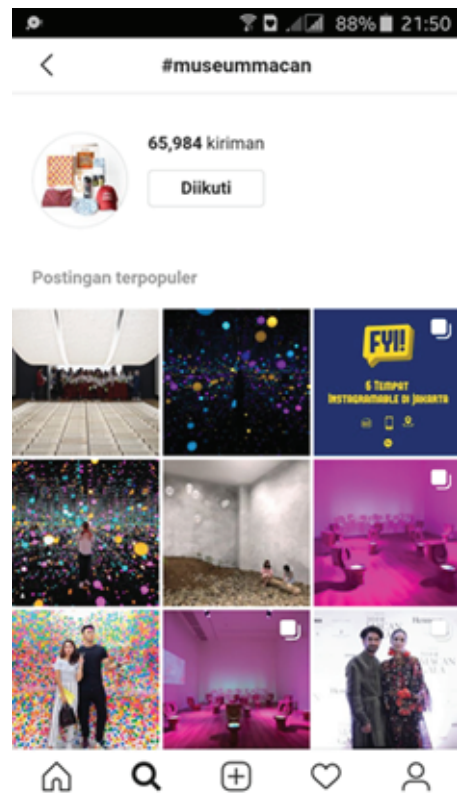 88% 21:50
#museummacan
65,984 kiriman
Diikuti
Postingan terpopuler
FYI!
6 TEMPAT
INSTAGRAMABLE DI JAKARTA